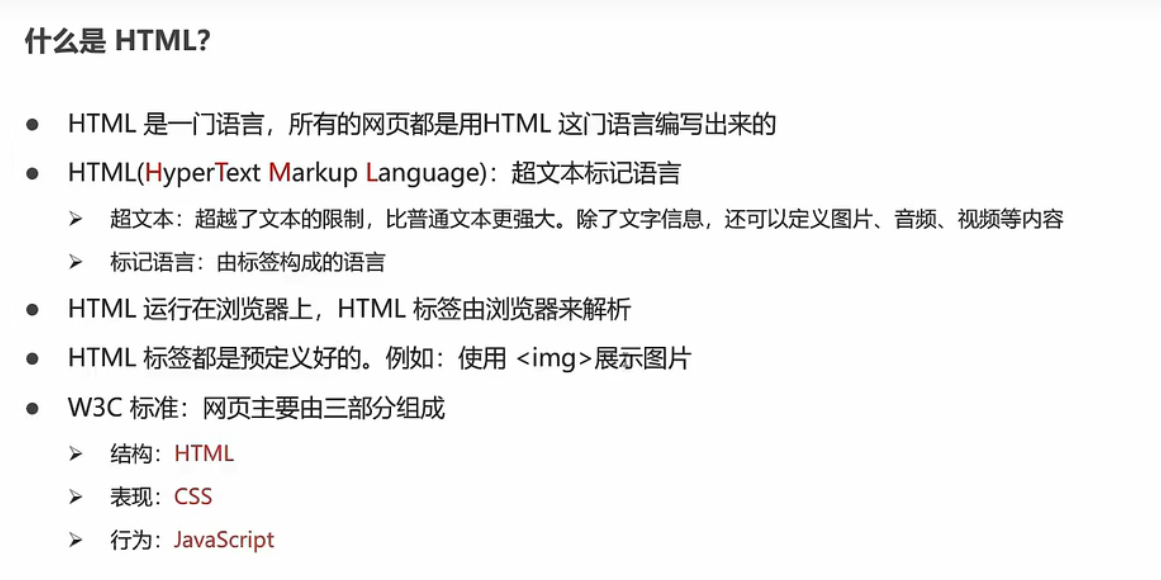 什么是 HTML?
● HTML 是一门语言，所有的网页都是用HTML 这门语言编写出来的
● HTML(HyperText Markup Language)：超文本标记语言
➢ 超文本：超越了文本的限制，比普通文本更强大。除了文字信息，还可以定义图片、音频、视频等内容
➢ 标记语言：由标签构成的语言
● HTML 运行在浏览器上，HTML 标签由浏览器来解析
● HTML 标签都是预定义好的。例如：使用 <img>展示图片
● W3C 标准：网页主要由三部分组成
➢ 结构：HTML
➢ 表现：CSS
➢ 行为：JavaScript